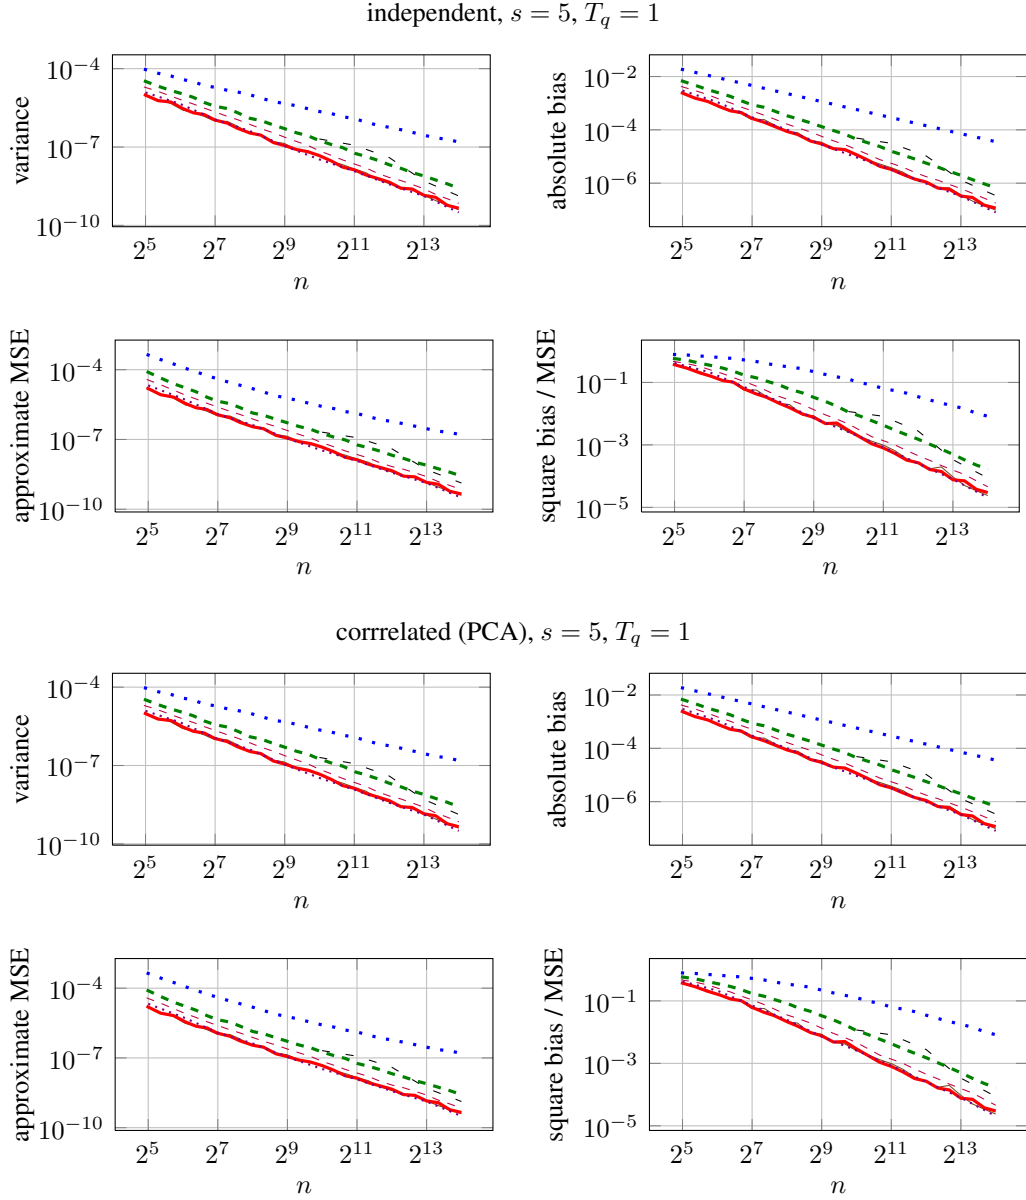 independent, s = 5, T_q = 1
variance
10^−4
10^−7
10^−10
2^5 2^7 2^9 2^11 2^13
n
absolute bias
10^−2
10^−4
10^−6
2^5 2^7 2^9 2^11 2^13
n
approximate MSE
10^−4
10^−7
10^−10
2^5 2^7 2^9 2^11 2^13
n
square bias / MSE
10^−1
10^−3
10^−5
2^5 2^7 2^9 2^11 2^13
n
corrrelated (PCA), s = 5, T_q = 1
variance
10^−4
10^−7
10^−10
2^5 2^7 2^9 2^11 2^13
n
absolute bias
10^−2
10^−4
10^−6
2^5 2^7 2^9 2^11 2^13
n
approximate MSE
10^−4
10^−7
10^−10
2^5 2^7 2^9 2^11 2^13
n
square bias / MSE
10^−1
10^−3
10^−5
2^5 2^7 2^9 2^11 2^13
n